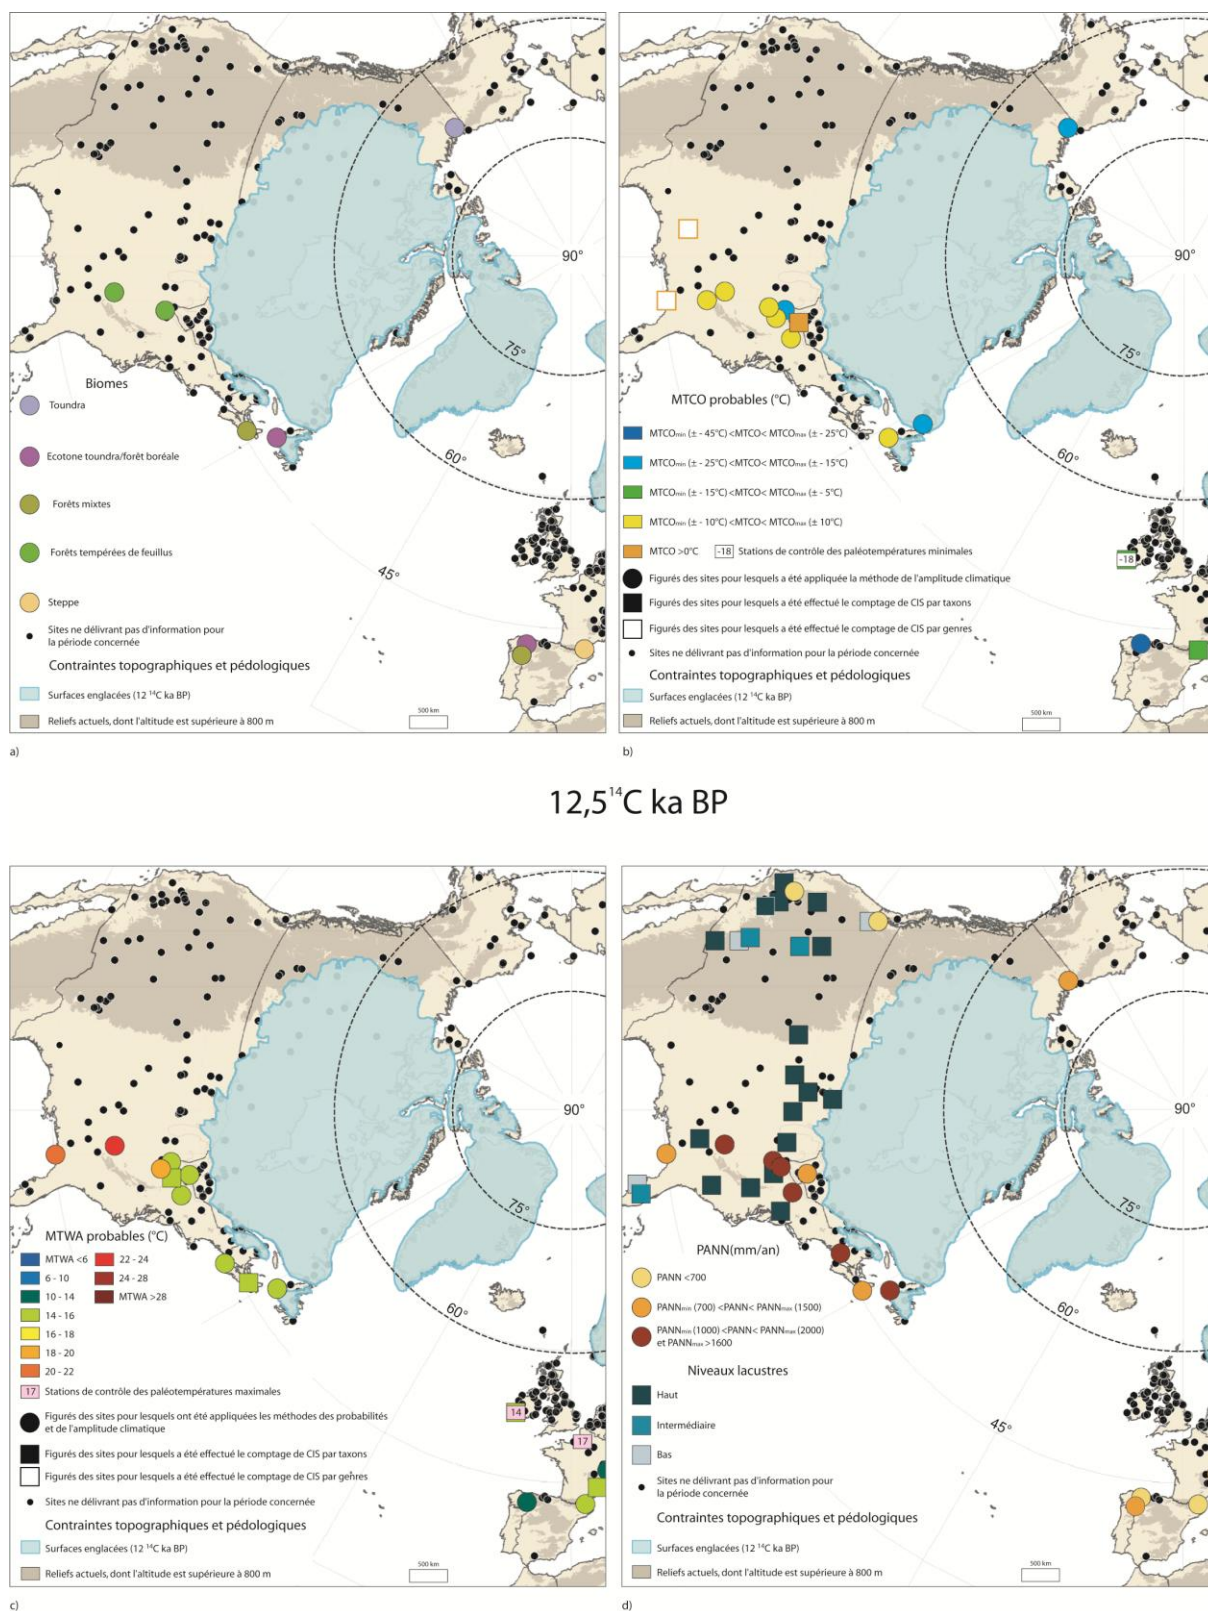 90°
75°
60°
45°
Biomes
Toundra
Ecotone toundra/forêt boréale
Forêts mixtes
Forêts tempérées de feuillus
Steppe
Sites ne délivrant pas d'information pour
la période concernée
Contraintes topographiques et pédologiques
Surfaces englacées (12 ¹⁴C ka BP)
Reliefs actuels, dont l'altitude est supérieure à 800 m
500 km
a)
90°
75°
60°
MTCO probables (°C)
MTCOmin (± - 45°C) <MTCO< MTCOmax (± - 25°C)
MTCOmin (± - 25°C) <MTCO< MTCOmax (± - 15°C)
MTCOmin (± - 15°C) <MTCO< MTCOmax (± - 5°C)
MTCOmin (± - 10°C) <MTCO< MTCOmax (± 10°C)
MTCO >0°C -18 Stations de contrôle des paléotempératures minimales
Figurés des sites pour lesquels a été appliquée la méthode de l'amplitude climatique
Figurés des sites pour lesquels a été effectué le comptage de CIS par taxons
Figurés des sites pour lesquels a été effectué le comptage de CIS par genres
Sites ne délivrant pas d'information pour la période concernée
Contraintes topographiques et pédologiques
Surfaces englacées (12 ¹⁴C ka BP)
Reliefs actuels, dont l'altitude est supérieure à 800 m
-18
500 km
b)
12,5¹⁴C ka BP
90°
75°
60°
MTWA probables (°C)
MTWA <6 22 - 24
6 - 10 24 - 28
10 - 14 MTWA >28
14 - 16
16 - 18
18 - 20
20 - 22
17 Stations de contrôle des paléotempératures maximales
Figurés des sites pour lesquels ont été appliquées les méthodes des probabilités
et de l'amplitude climatique
Figurés des sites pour lesquels a été effectué le comptage de CIS par taxons
Figurés des sites pour lesquels a été effectué le comptage de CIS par genres
Sites ne délivrant pas d'information pour la période concernée
Contraintes topographiques et pédologiques
Surfaces englacées (12 ¹⁴C ka BP)
Reliefs actuels, dont l'altitude est supérieure à 800 m
14
17
500 km
c)
90°
75°
60°
45°
PANN(mm/an)
PANN <700
PANNmin (700) <PANN< PANNmax (1500)
PANNmin (1000) <PANN< PANNmax (2000)
et PANNmax >1600
Niveaux lacustres
Haut
Intermédiaire
Bas
Sites ne délivrant pas d'information pour
la période concernée
Contraintes topographiques et pédologiques
Surfaces englacées (12 ¹⁴C ka BP)
Reliefs actuels, dont l'altitude est supérieure à 800 m
500 km
d)